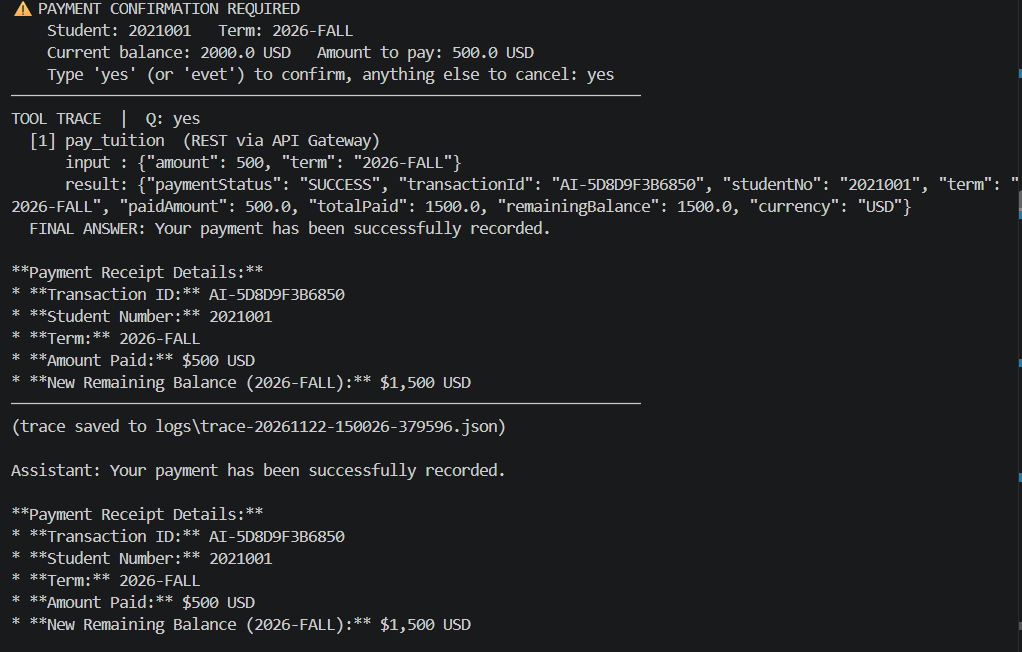 ⚠ PAYMENT CONFIRMATION REQUIRED
Student: 2021001   Term: 2026-FALL
Current balance: 2000.0 USD   Amount to pay: 500.0 USD
Type 'yes' (or 'evet') to confirm, anything else to cancel: yes
TOOL TRACE  |  Q: yes
[1] pay_tuition  (REST via API Gateway)
input : {"amount": 500, "term": "2026-FALL"}
result: {"paymentStatus": "SUCCESS", "transactionId": "AI-5D8D9F3B6850", "studentNo": "2021001", "term": "
2026-FALL", "paidAmount": 500.0, "totalPaid": 1500.0, "remainingBalance": 1500.0, "currency": "USD"}
FINAL ANSWER: Your payment has been successfully recorded.
**Payment Receipt Details:**
* **Transaction ID:** AI-5D8D9F3B6850
* **Student Number:** 2021001
* **Term:** 2026-FALL
* **Amount Paid:** $500 USD
* **New Remaining Balance (2026-FALL):** $1,500 USD
(trace saved to logs\trace-20261122-150026-379596.json)
Assistant: Your payment has been successfully recorded.
**Payment Receipt Details:**
* **Transaction ID:** AI-5D8D9F3B6850
* **Student Number:** 2021001
* **Term:** 2026-FALL
* **Amount Paid:** $500 USD
* **New Remaining Balance (2026-FALL):** $1,500 USD